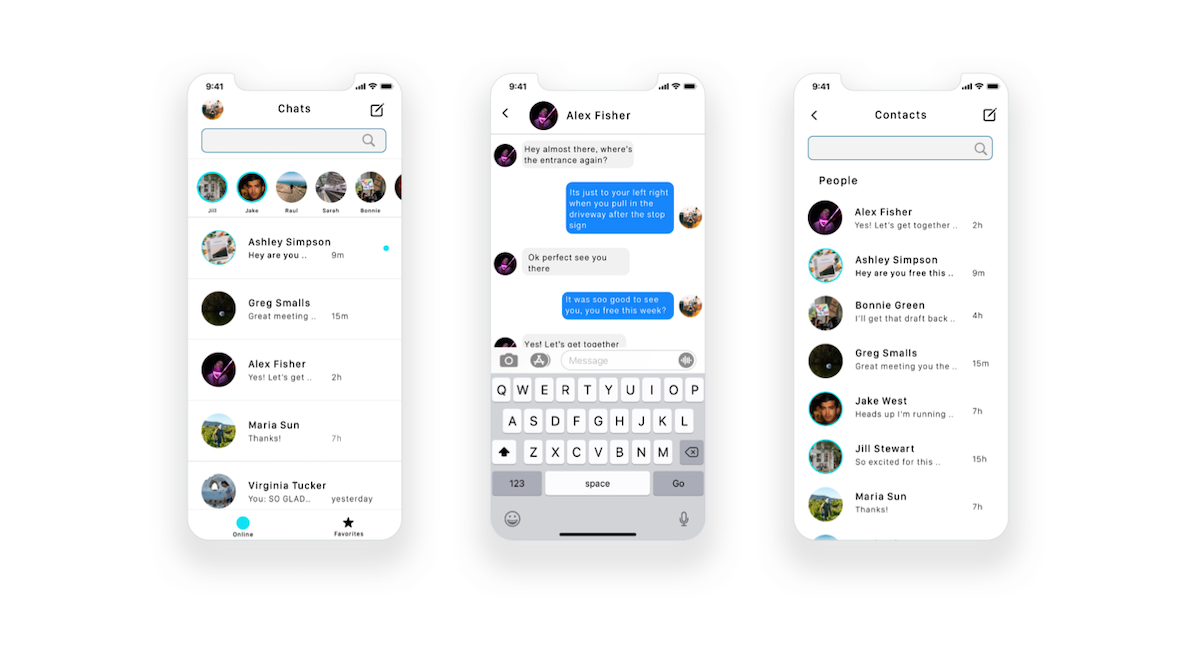 9:41
Chats
Jill Jake Raul Sarah Bonnie
Ashley Simpson
Hey are you .. 9m
Greg Smalls
Great meeting .. 15m
Alex Fisher
Yes! Let's get .. 2h
Maria Sun
Thanks! 7h
Virginia Tucker
You: SO GLAD.. yesterday
Online Favorites
9:41
Alex Fisher
Hey almost there, where's
the entrance again?
Its just to your left right
when you pull in the
driveway after the stop
sign
Ok perfect see you
there
It was soo good to see
you, you free this week?
Yes! Let's get together
Message
Q W E R T Y U I O P
A S D F G H J K L
Z X C V B N M
123 space Go
9:41
Contacts
People
Alex Fisher
Yes! Let's get together .. 2h
Ashley Simpson
Hey are you free this .. 9m
Bonnie Green
I'll get that draft back .. 4h
Greg Smalls
Great meeting you the .. 15m
Jake West
Heads up I'm running .. 7h
Jill Stewart
So excited for this .. 15h
Maria Sun
Thanks! 7h